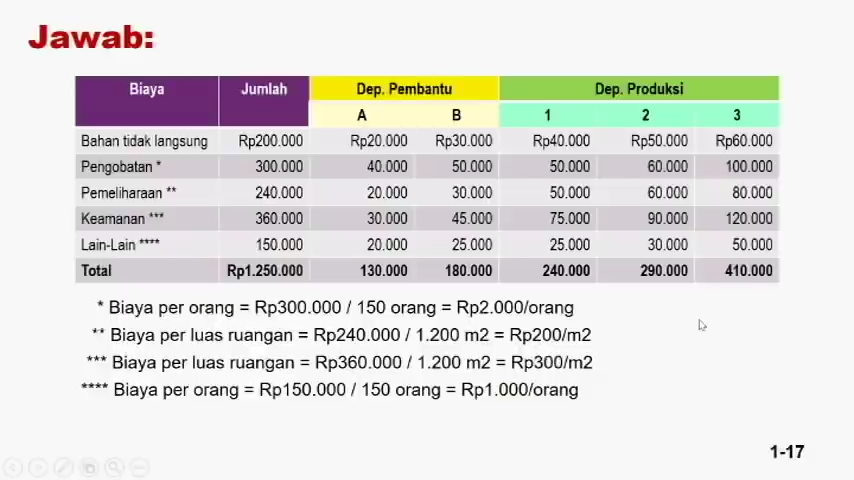 Jawab:
Biaya Jumlah Dep. Pembantu Dep. Produksi
A B 1 2 3
Bahan tidak langsung Rp200.000 Rp20.000 Rp30.000 Rp40.000 Rp50.000 Rp60.000
Pengobatan * 300.000 40.000 50.000 50.000 60.000 100.000
Pemeliharaan ** 240.000 20.000 30.000 50.000 60.000 80.000
Keamanan *** 360.000 30.000 45.000 75.000 90.000 120.000
Lain-Lain **** 150.000 20.000 25.000 25.000 30.000 50.000
Total Rp1.250.000 130.000 180.000 240.000 290.000 410.000
* Biaya per orang = Rp300.000 / 150 orang = Rp2.000/orang
** Biaya per luas ruangan = Rp240.000 / 1.200 m2 = Rp200/m2
*** Biaya per luas ruangan = Rp360.000 / 1.200 m2 = Rp300/m2
**** Biaya per orang = Rp150.000 / 150 orang = Rp1.000/orang
1-17